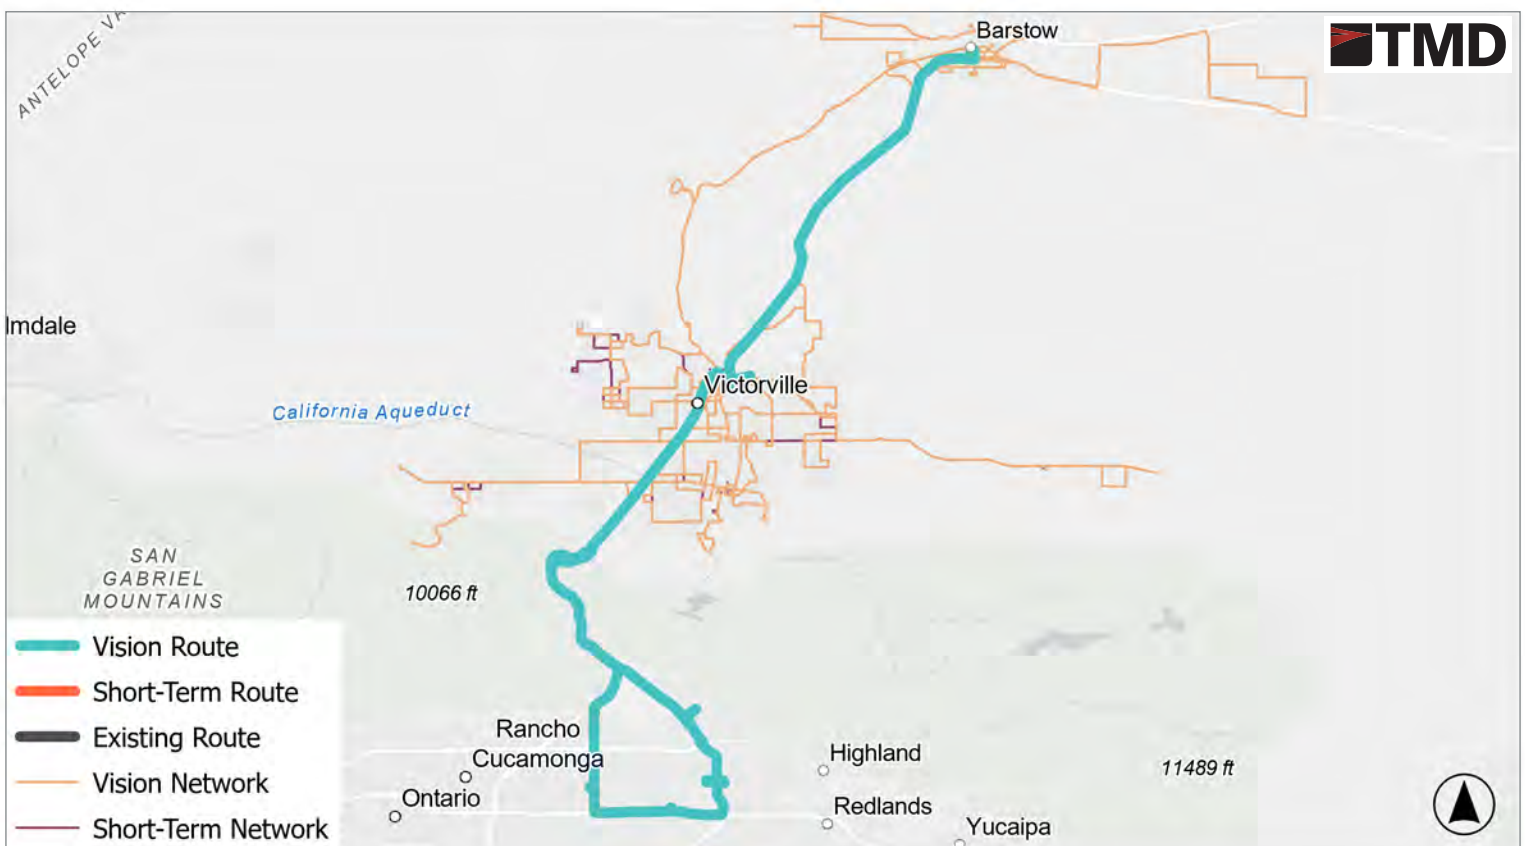 Barstow
TMD
ANTELOPE VA
lmdale
Victorville
California Aqueduct
SAN
GABRIEL
MOUNTAINS
10066 ft
Vision Route
Short-Term Route
Existing Route
Vision Network
Short-Term Network
Rancho
Cucamonga
Ontario
Highland
11489 ft
Redlands
Yucaipa